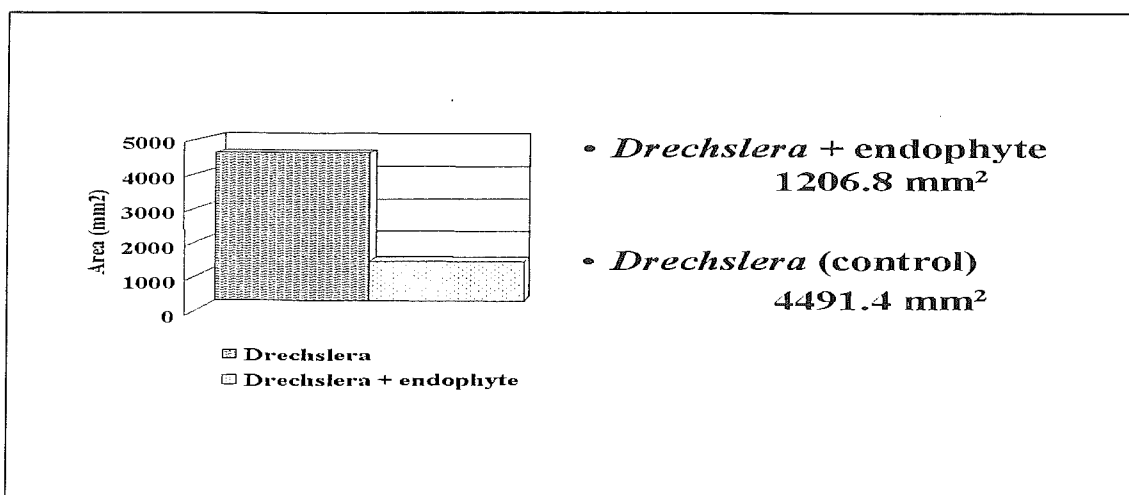 5000
4000
3000
2000
1000
0
Area (mm2)
Drechslera
Drechslera + endophyte
• Drechslera + endophyte
1206.8 mm²
• Drechslera (control)
4491.4 mm²